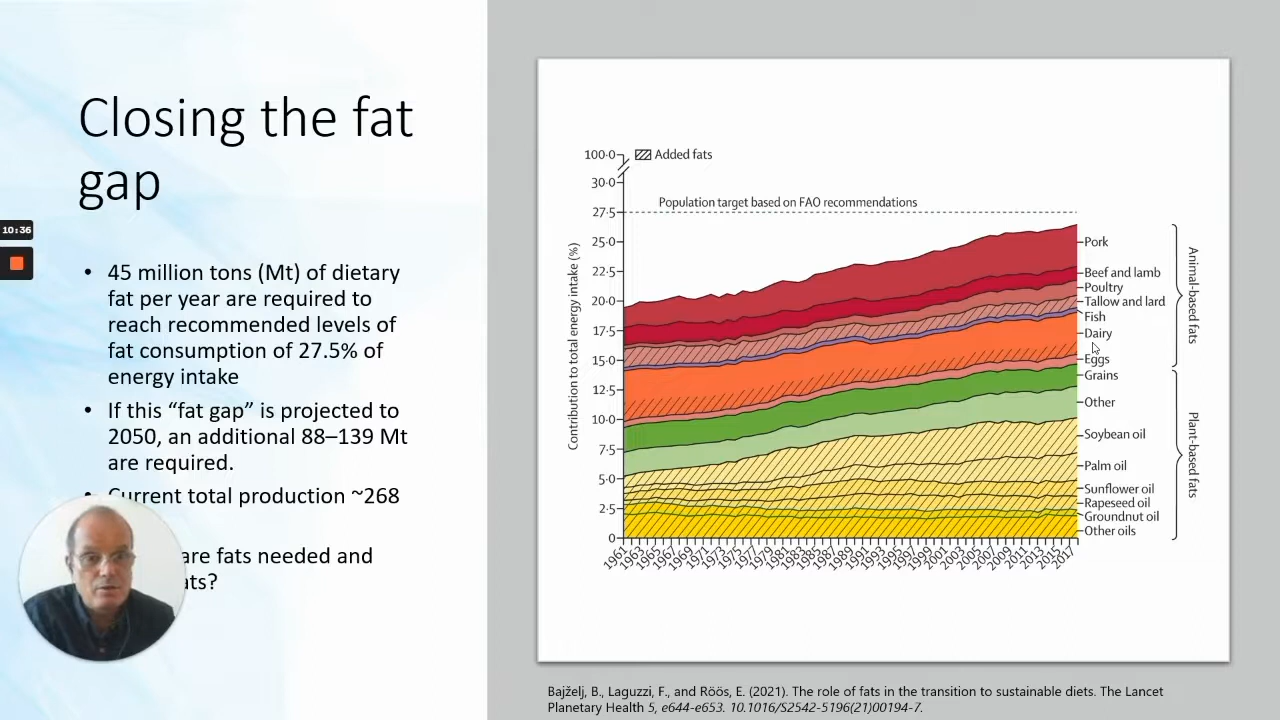 Closing the fat
gap
10:36
• 45 million tons (Mt) of dietary
fat per year are required to
reach recommended levels of
fat consumption of 27.5% of
energy intake
• If this “fat gap” is projected to
2050, an additional 88–139 Mt
are required.
• Current total production ~268
are fats needed and
ats?
100·0
Added fats
30·0
Population target based on FAO recommendations
27·5
25·0
22·5
20·0
17·5
15·0
12·5
10·0
7·5
5·0
2·5
0
Contribution to total energy intake (%)
1961
1963
1965
1967
1969
1971
1973
1975
1977
1979
1981
1983
1985
1987
1989
1991
1993
1995
1997
1999
2001
2003
2005
2007
2009
2011
2013
2015
2017
Pork
Beef and lamb
Poultry
Tallow and lard
Fish
Dairy
Eggs
Grains
Other
Soybean oil
Palm oil
Sunflower oil
Rapeseed oil
Groundnut oil
Other oils
Animal-based fats
Plant-based fats
Bajželj, B., Laguzzi, F., and Röös, E. (2021). The role of fats in the transition to sustainable diets. The Lancet
Planetary Health 5, e644-e653. 10.1016/S2542-5196(21)00194-7.